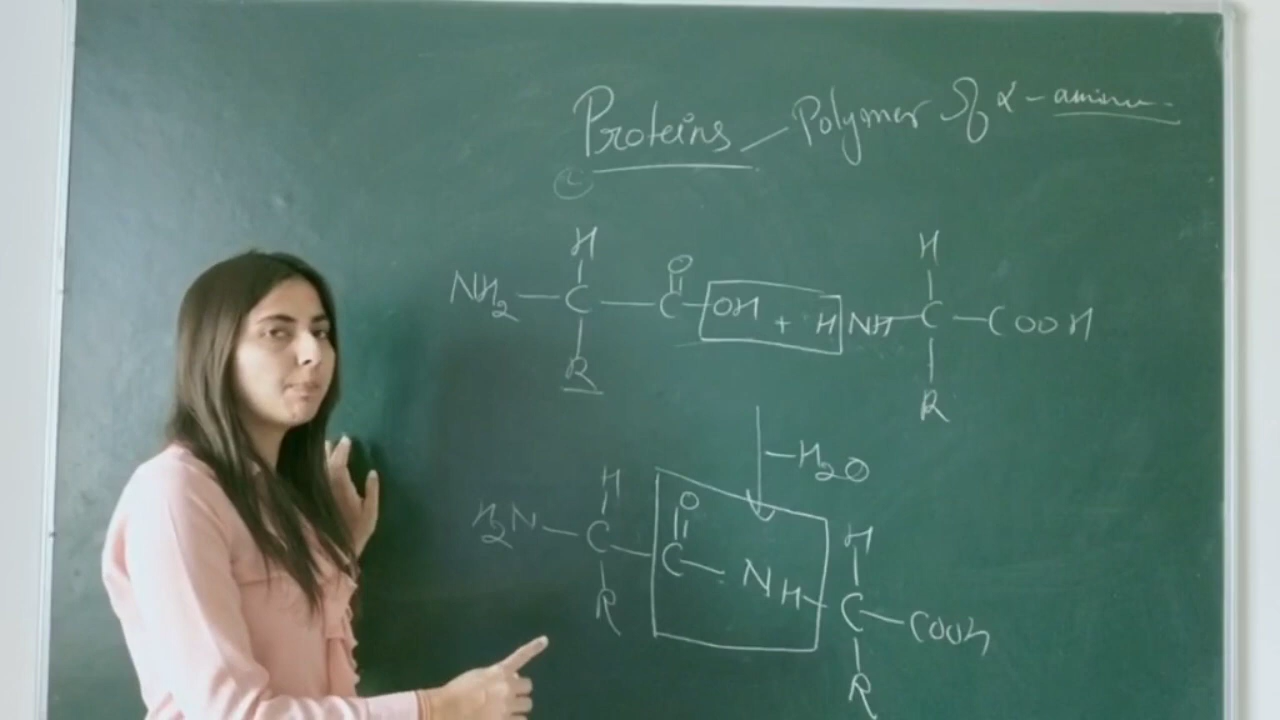 Proteins - Polymer of α-amino
H H
O
NH2 - C - C - OH + H NH - C - COOH
R R
-H2O
H O H
H2N - C - C - NH - C - COOH
R R